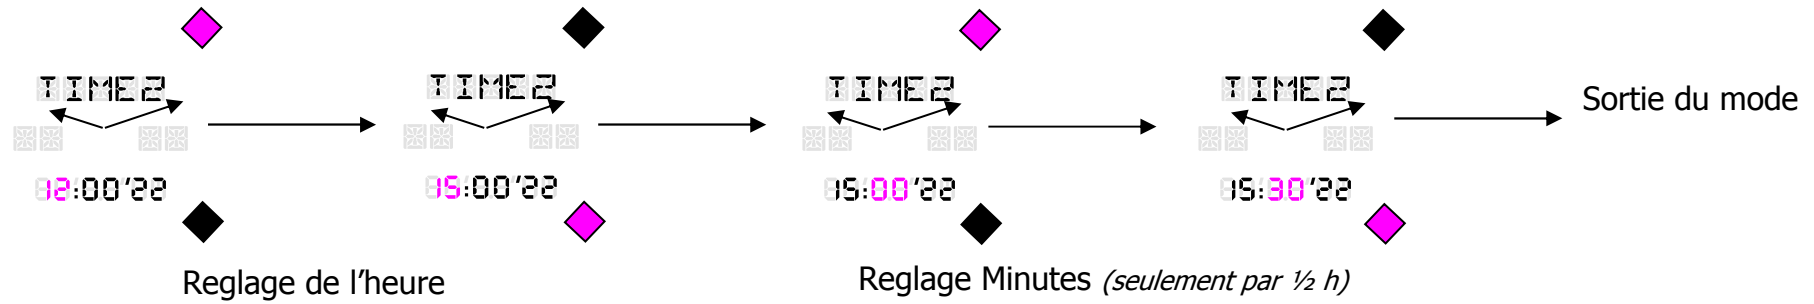 TIME2
TIME2
TIME2
TIME2
Sortie du mode
12:00'22
15:00'22
15:00'22
15:30'22
Reglage de l'heure
Reglage Minutes (seulement par ½ h)